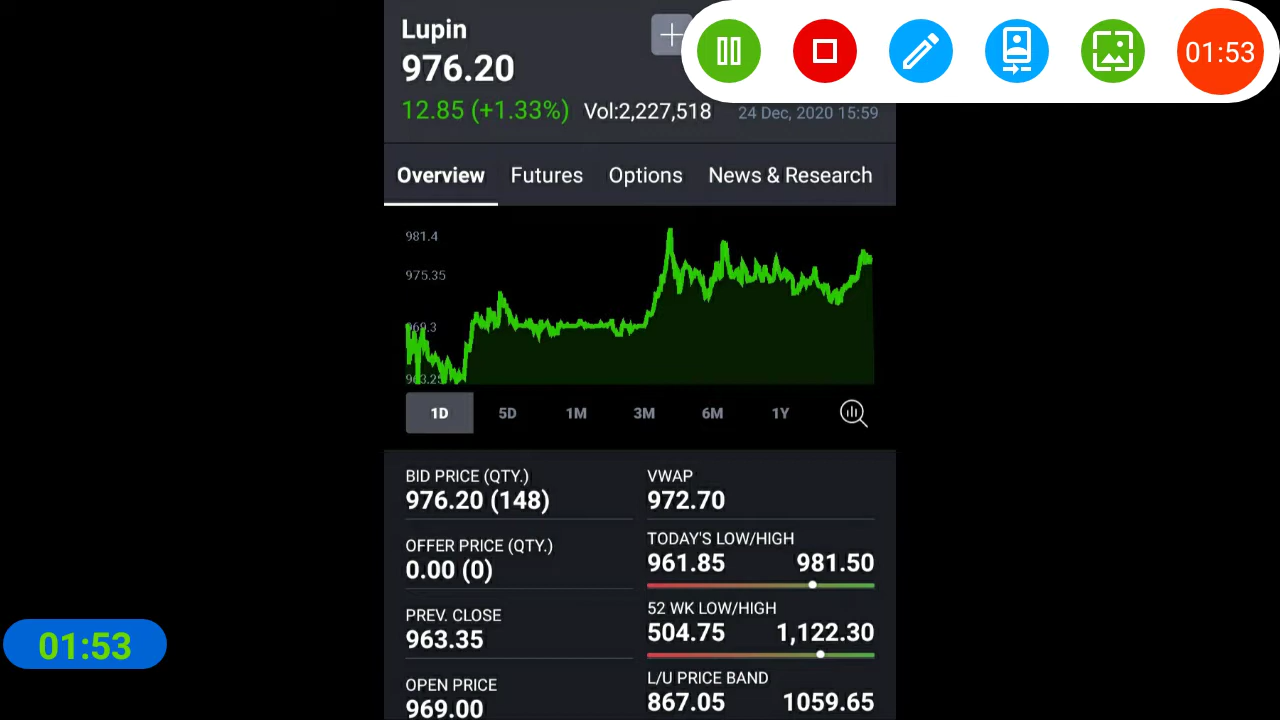 Lupin
976.20
12.85 (+1.33%) Vol:2,227,518 24 Dec, 2020 15:59
01:53
Overview Futures Options News & Research
981.4
975.35
969.3
963.25
1D 5D 1M 3M 6M 1Y
BID PRICE (QTY.) VWAP
976.20 (148) 972.70
OFFER PRICE (QTY.) TODAY'S LOW/HIGH
0.00 (0) 961.85 981.50
PREV. CLOSE 52 WK LOW/HIGH
963.35 504.75 1,122.30
OPEN PRICE L/U PRICE BAND
969.00 867.05 1059.65
01:53